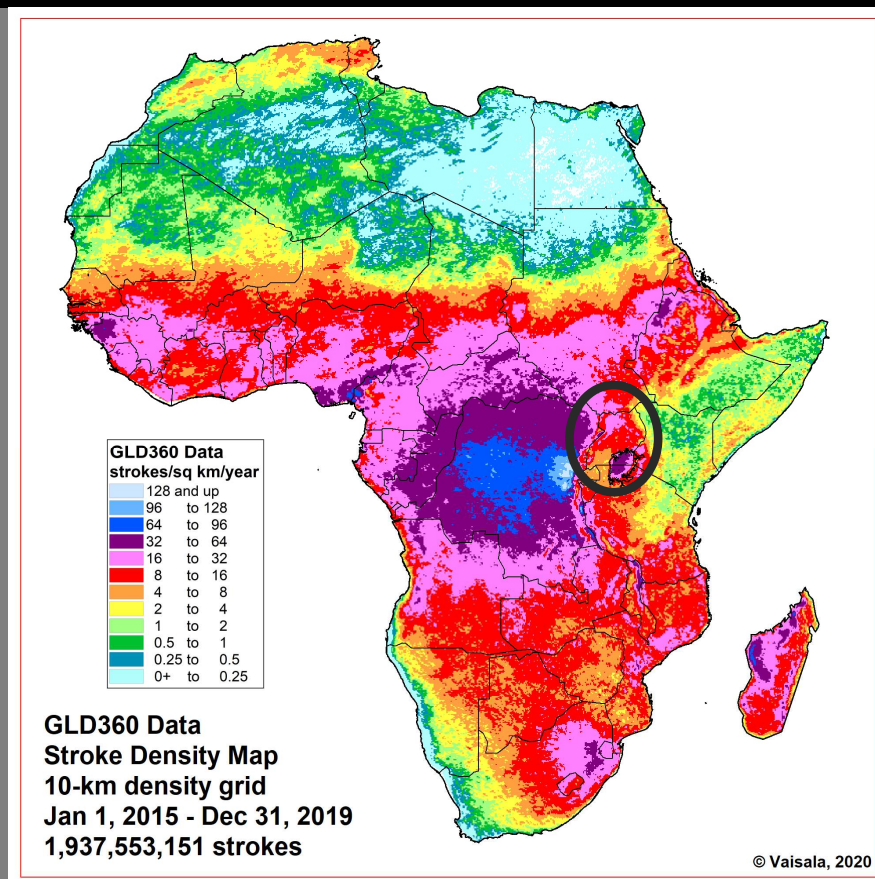 GLD360 Data
strokes/sq km/year
128 and up
96 to 128
64 to 96
32 to 64
16 to 32
8 to 16
4 to 8
2 to 4
1 to 2
0.5 to 1
0.25 to 0.5
0+ to 0.25
GLD360 Data
Stroke Density Map
10-km density grid
Jan 1, 2015 - Dec 31, 2019
1,937,553,151 strokes
© Vaisala, 2020